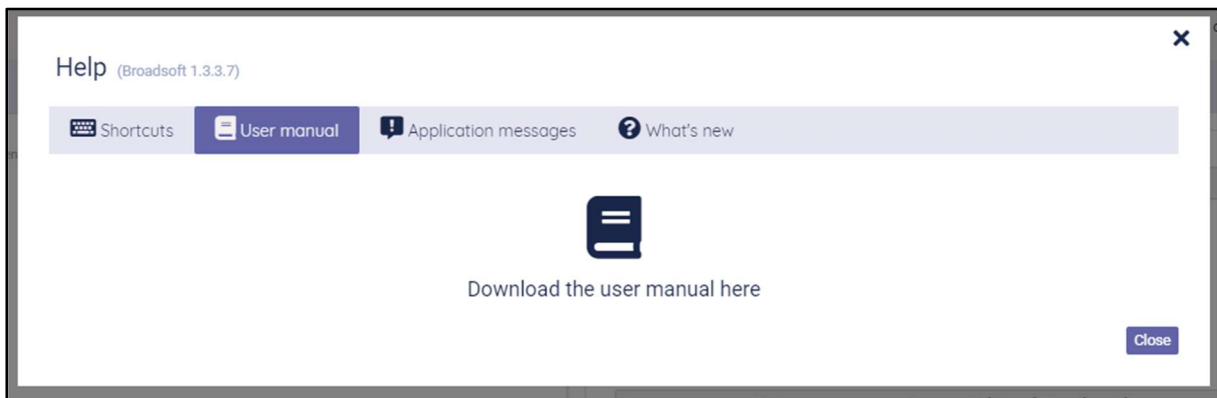 Help (Broadsoft 1.3.3.7)
Shortcuts User manual Application messages What's new
Download the user manual here
Close